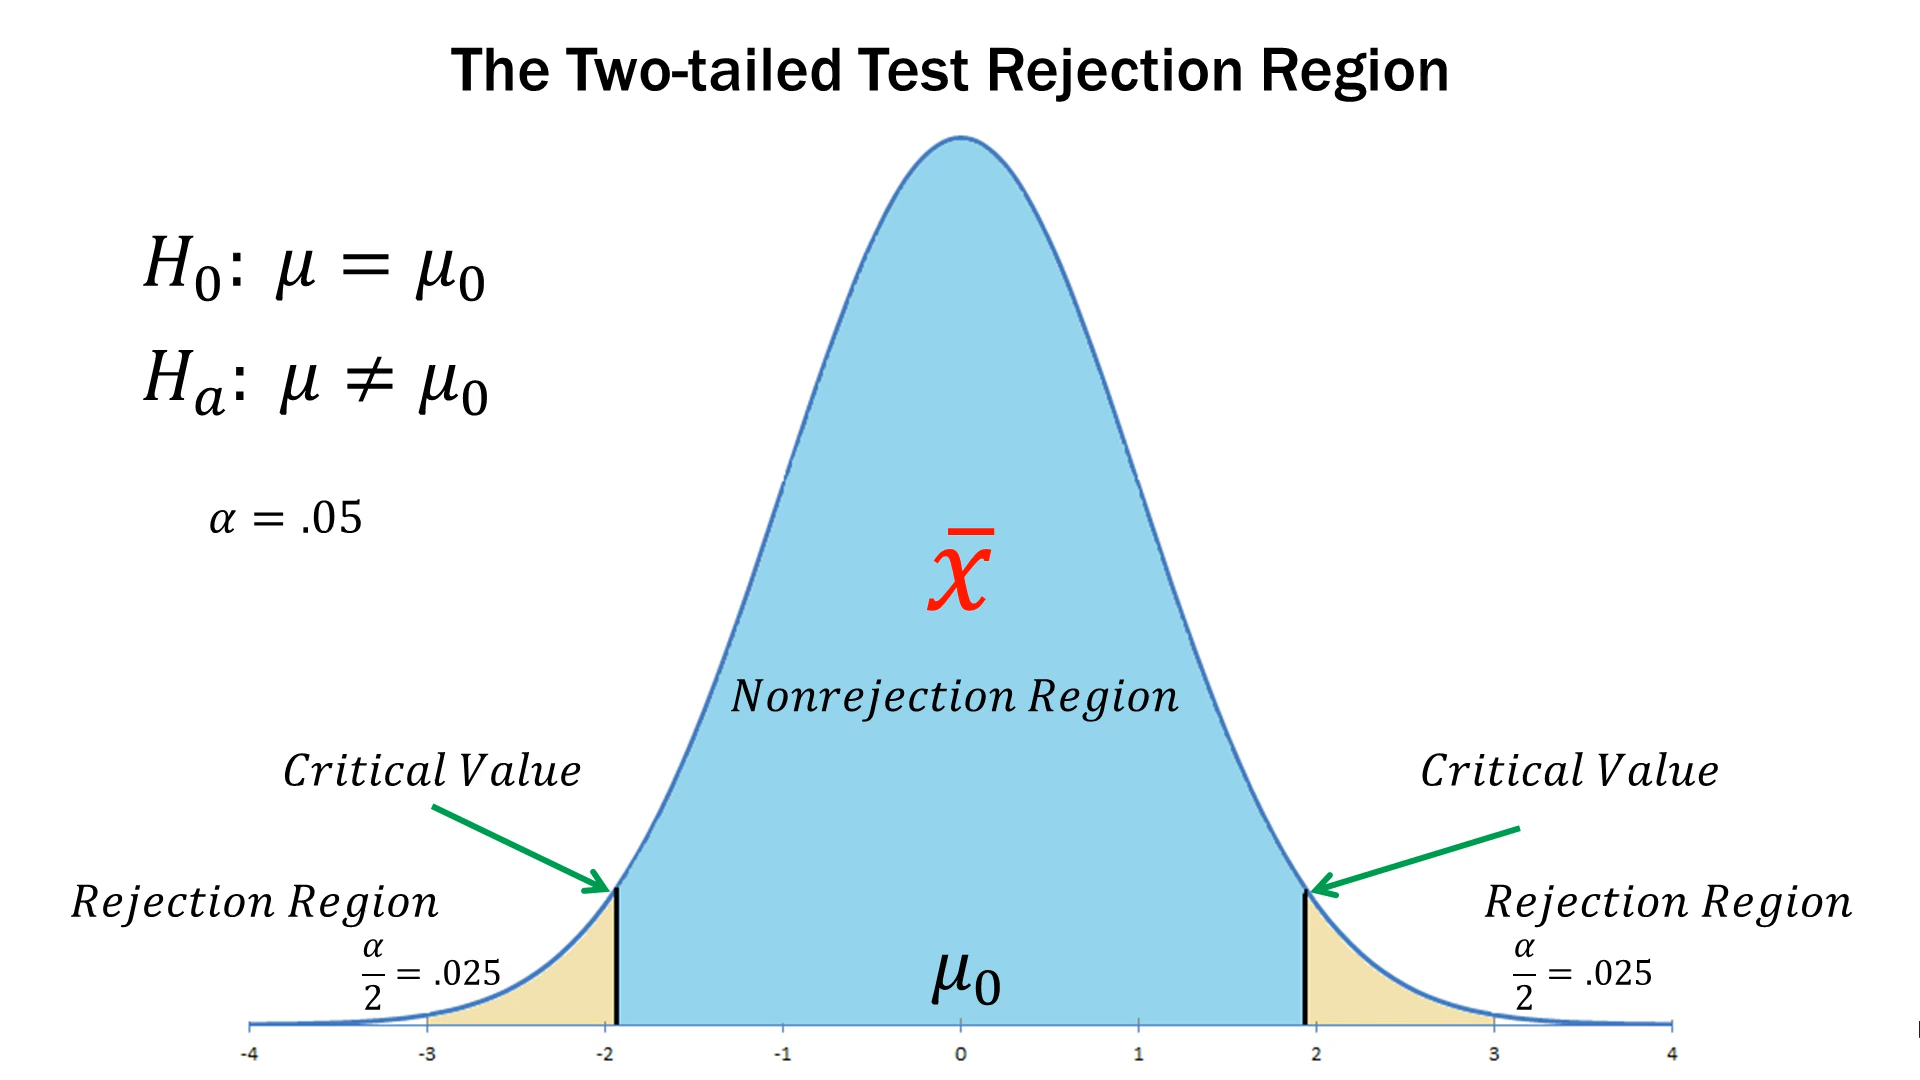 The Two-tailed Test Rejection Region
H₀: μ = μ₀
Hₐ: μ ≠ μ₀
α = .05
x̄
Nonrejection Region
Critical Value
Critical Value
Rejection Region
Rejection Region
α/2 = .025
α/2 = .025
μ₀
-4 -3 -2 -1 0 1 2 3 4